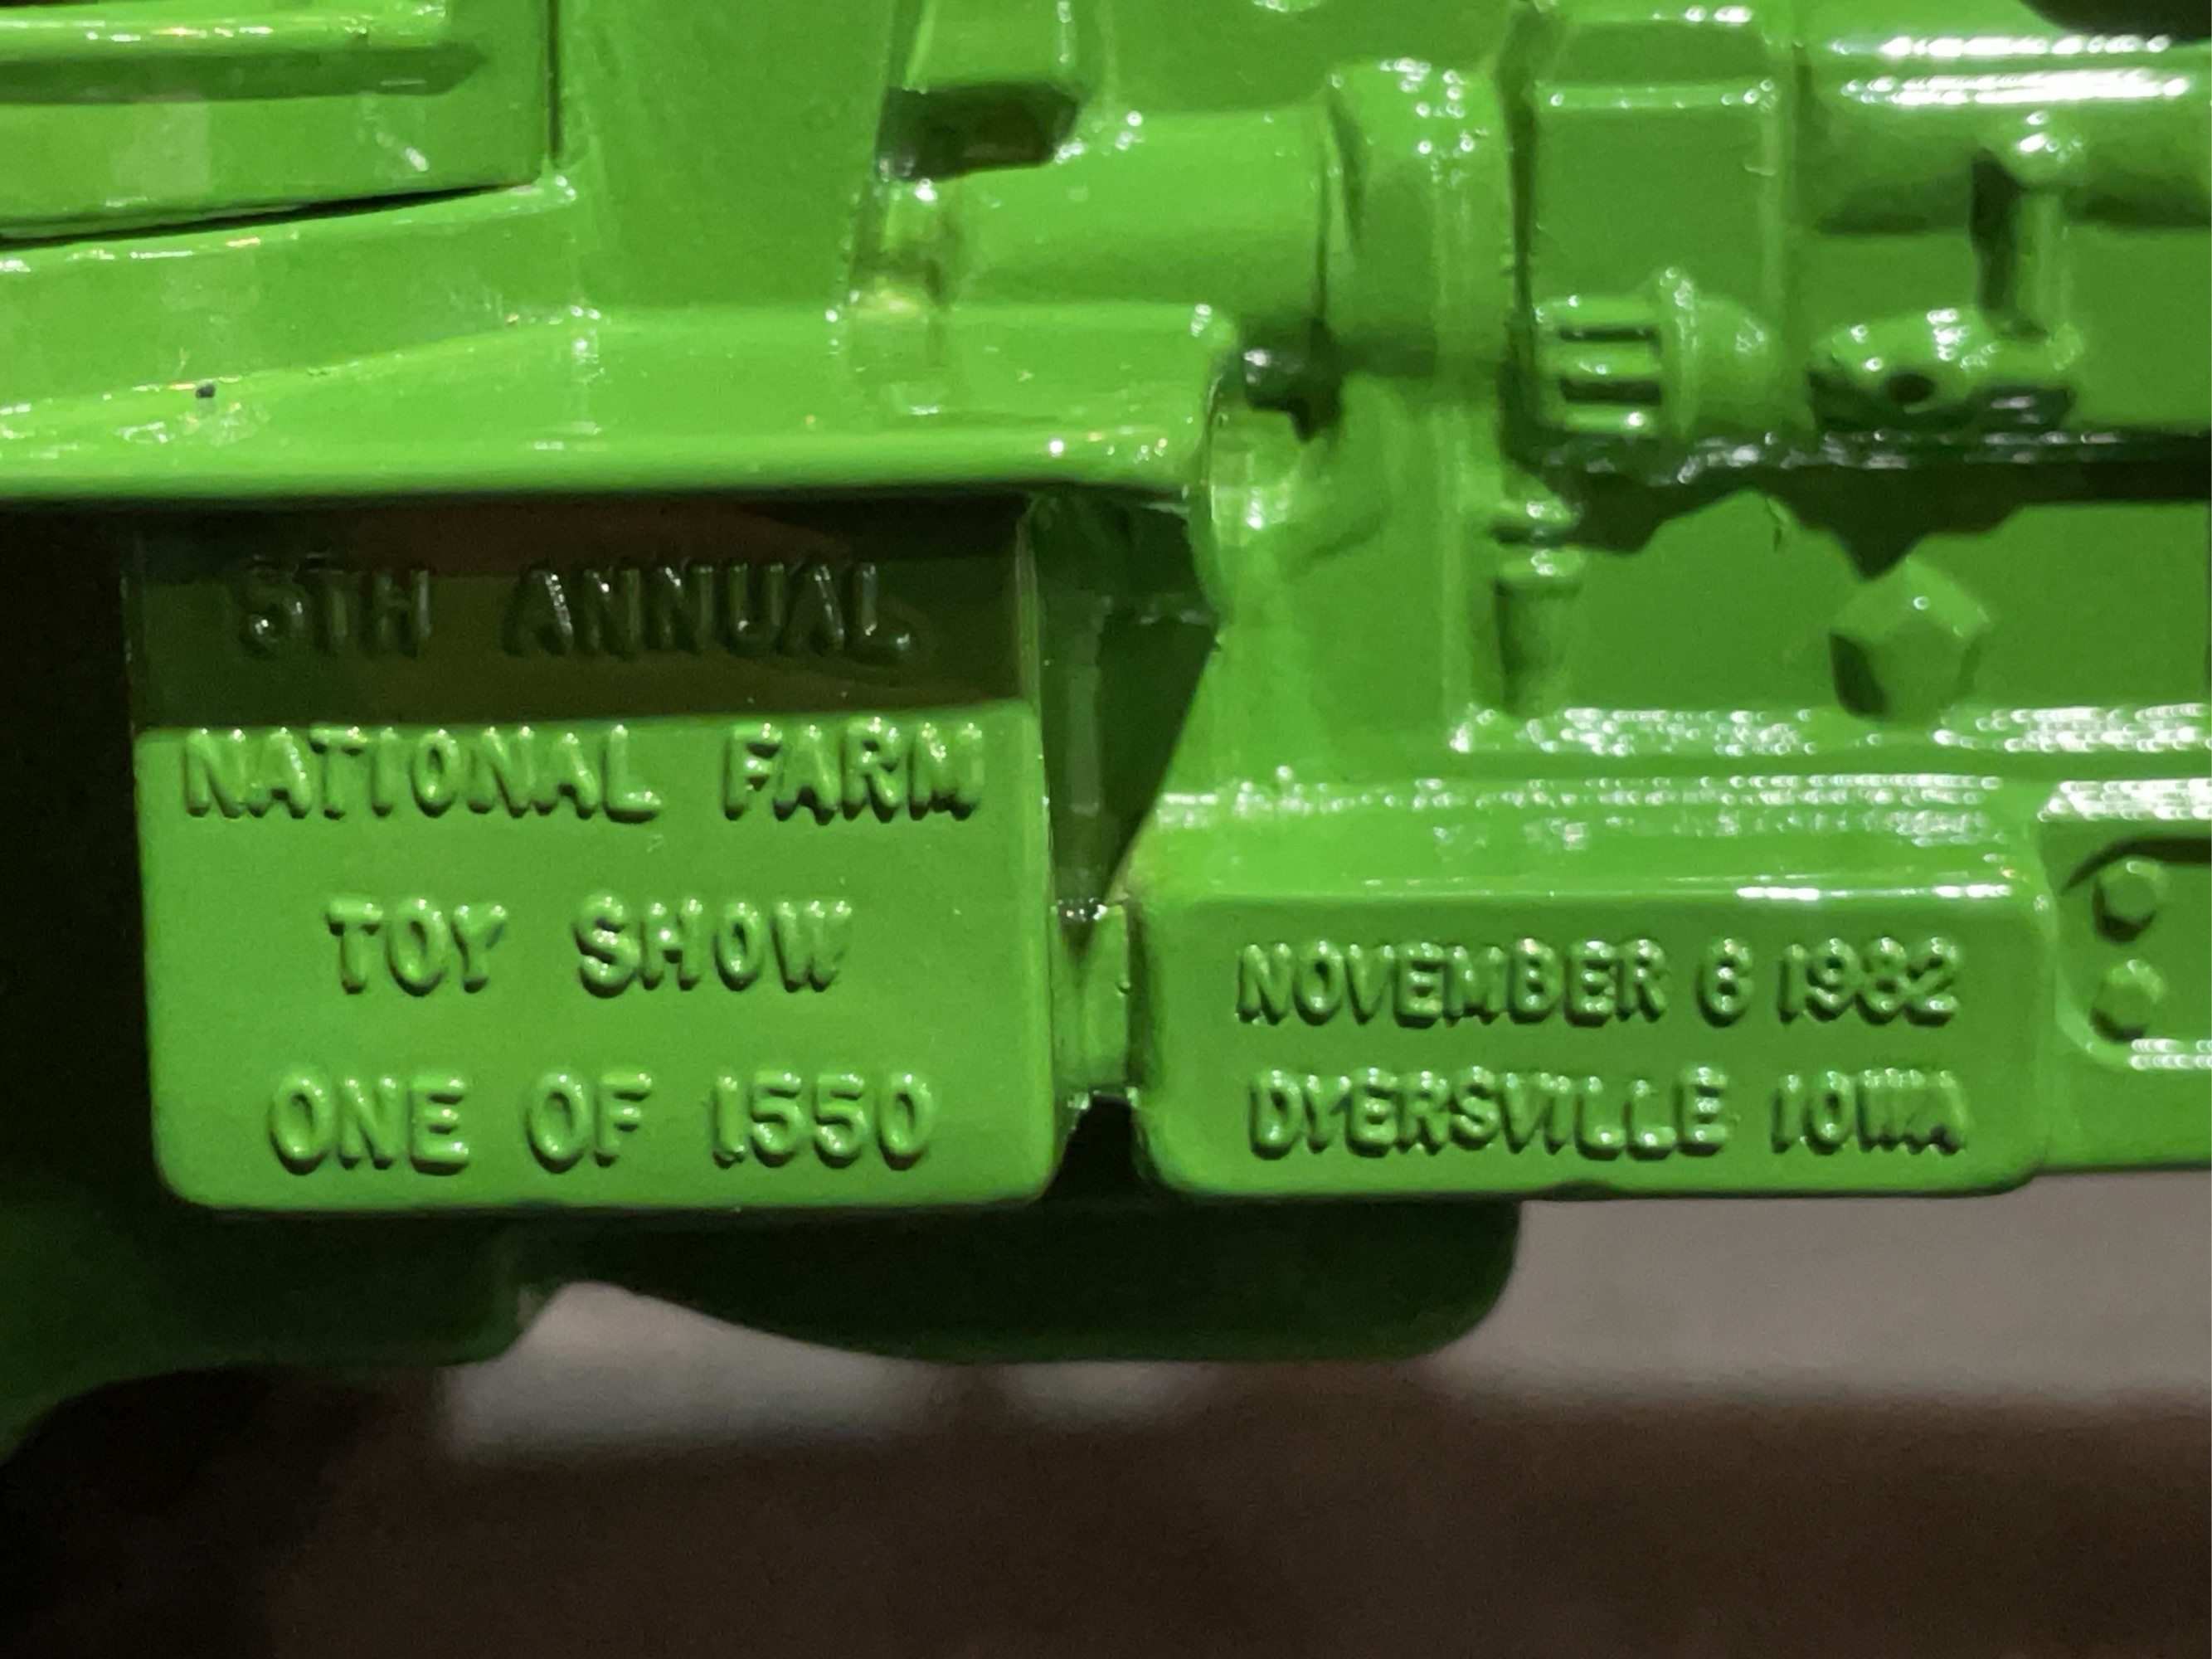 5TH ANNUAL
NATIONAL FARM
TOY SHOW
ONE OF 1550
NOVEMBER 6 1982
DYERSVILLE IOWA